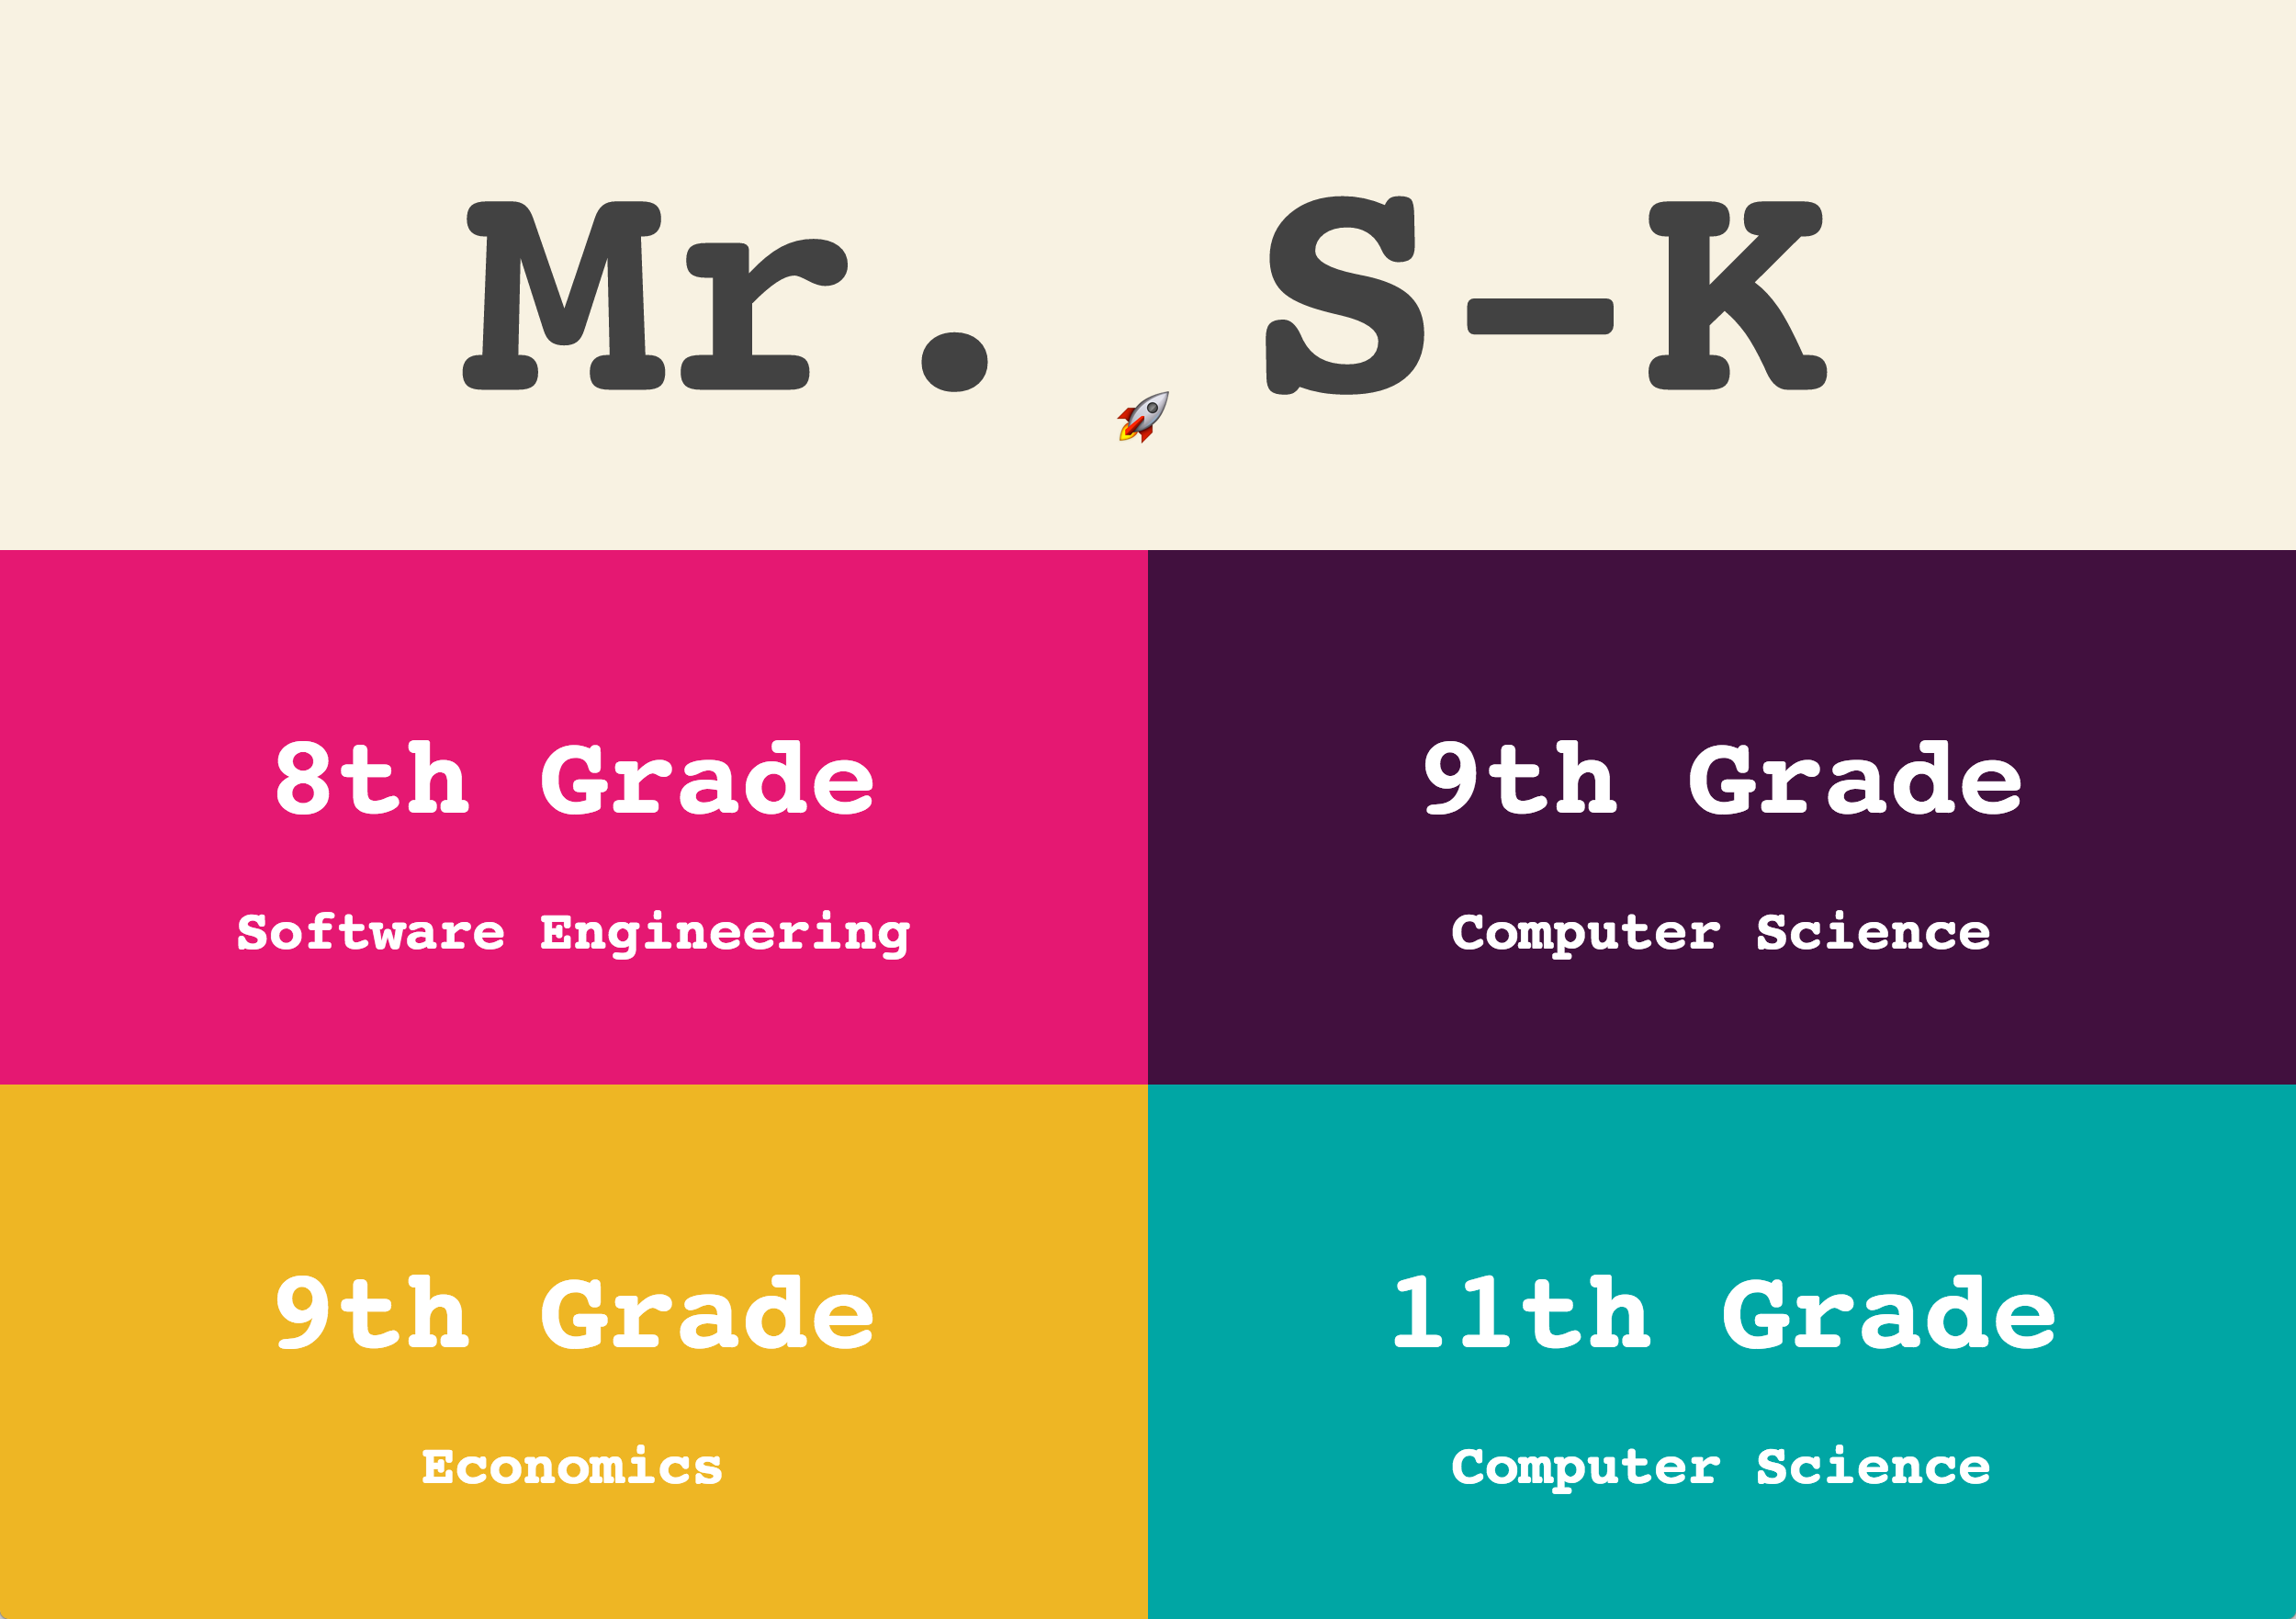 Mr. S-K
🚀
8th Grade
Software Engineering
9th Grade
Computer Science
9th Grade
Economics
11th Grade
Computer Science